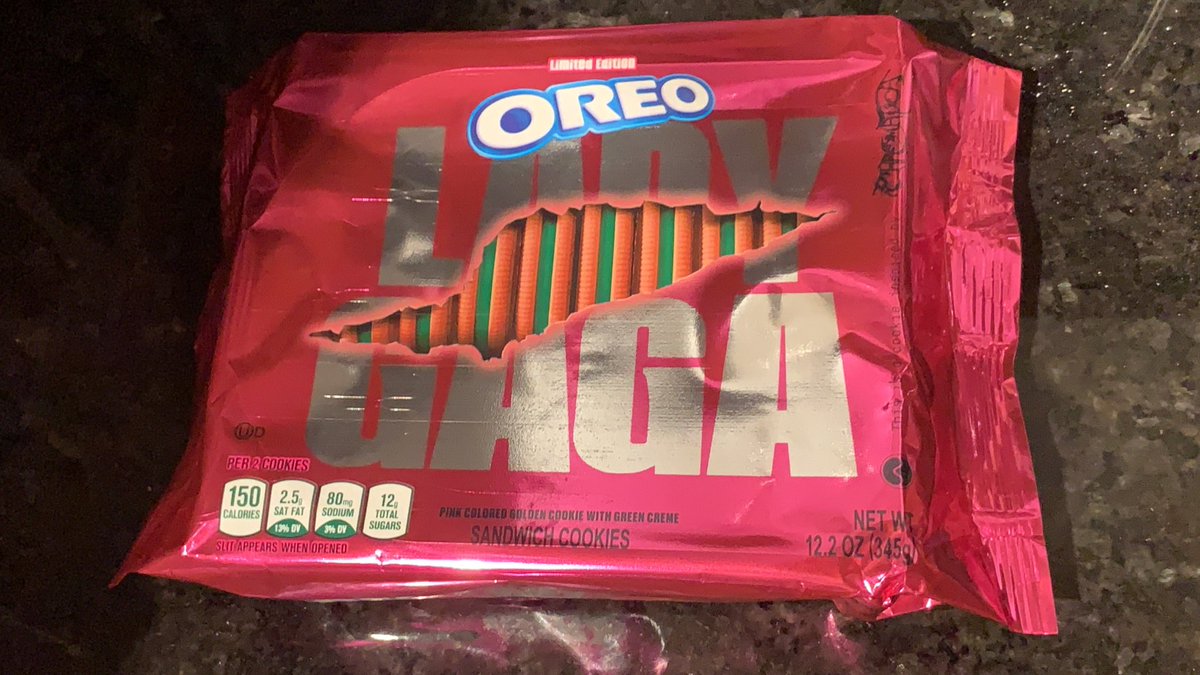 Limited Edition
OREO
LADY
GAGA
CHROMATICA
UD
PER 2 COOKIES
150
CALORIES
2.5g
SAT FAT
13% DV
80mg
SODIUM
3% DV
12g
TOTAL
SUGARS
SLIT APPEARS WHEN OPENED
PINK COLORED GOLDEN COOKIE WITH GREEN CREME
SANDWICH COOKIES
NET WT
12.2 OZ (345g)